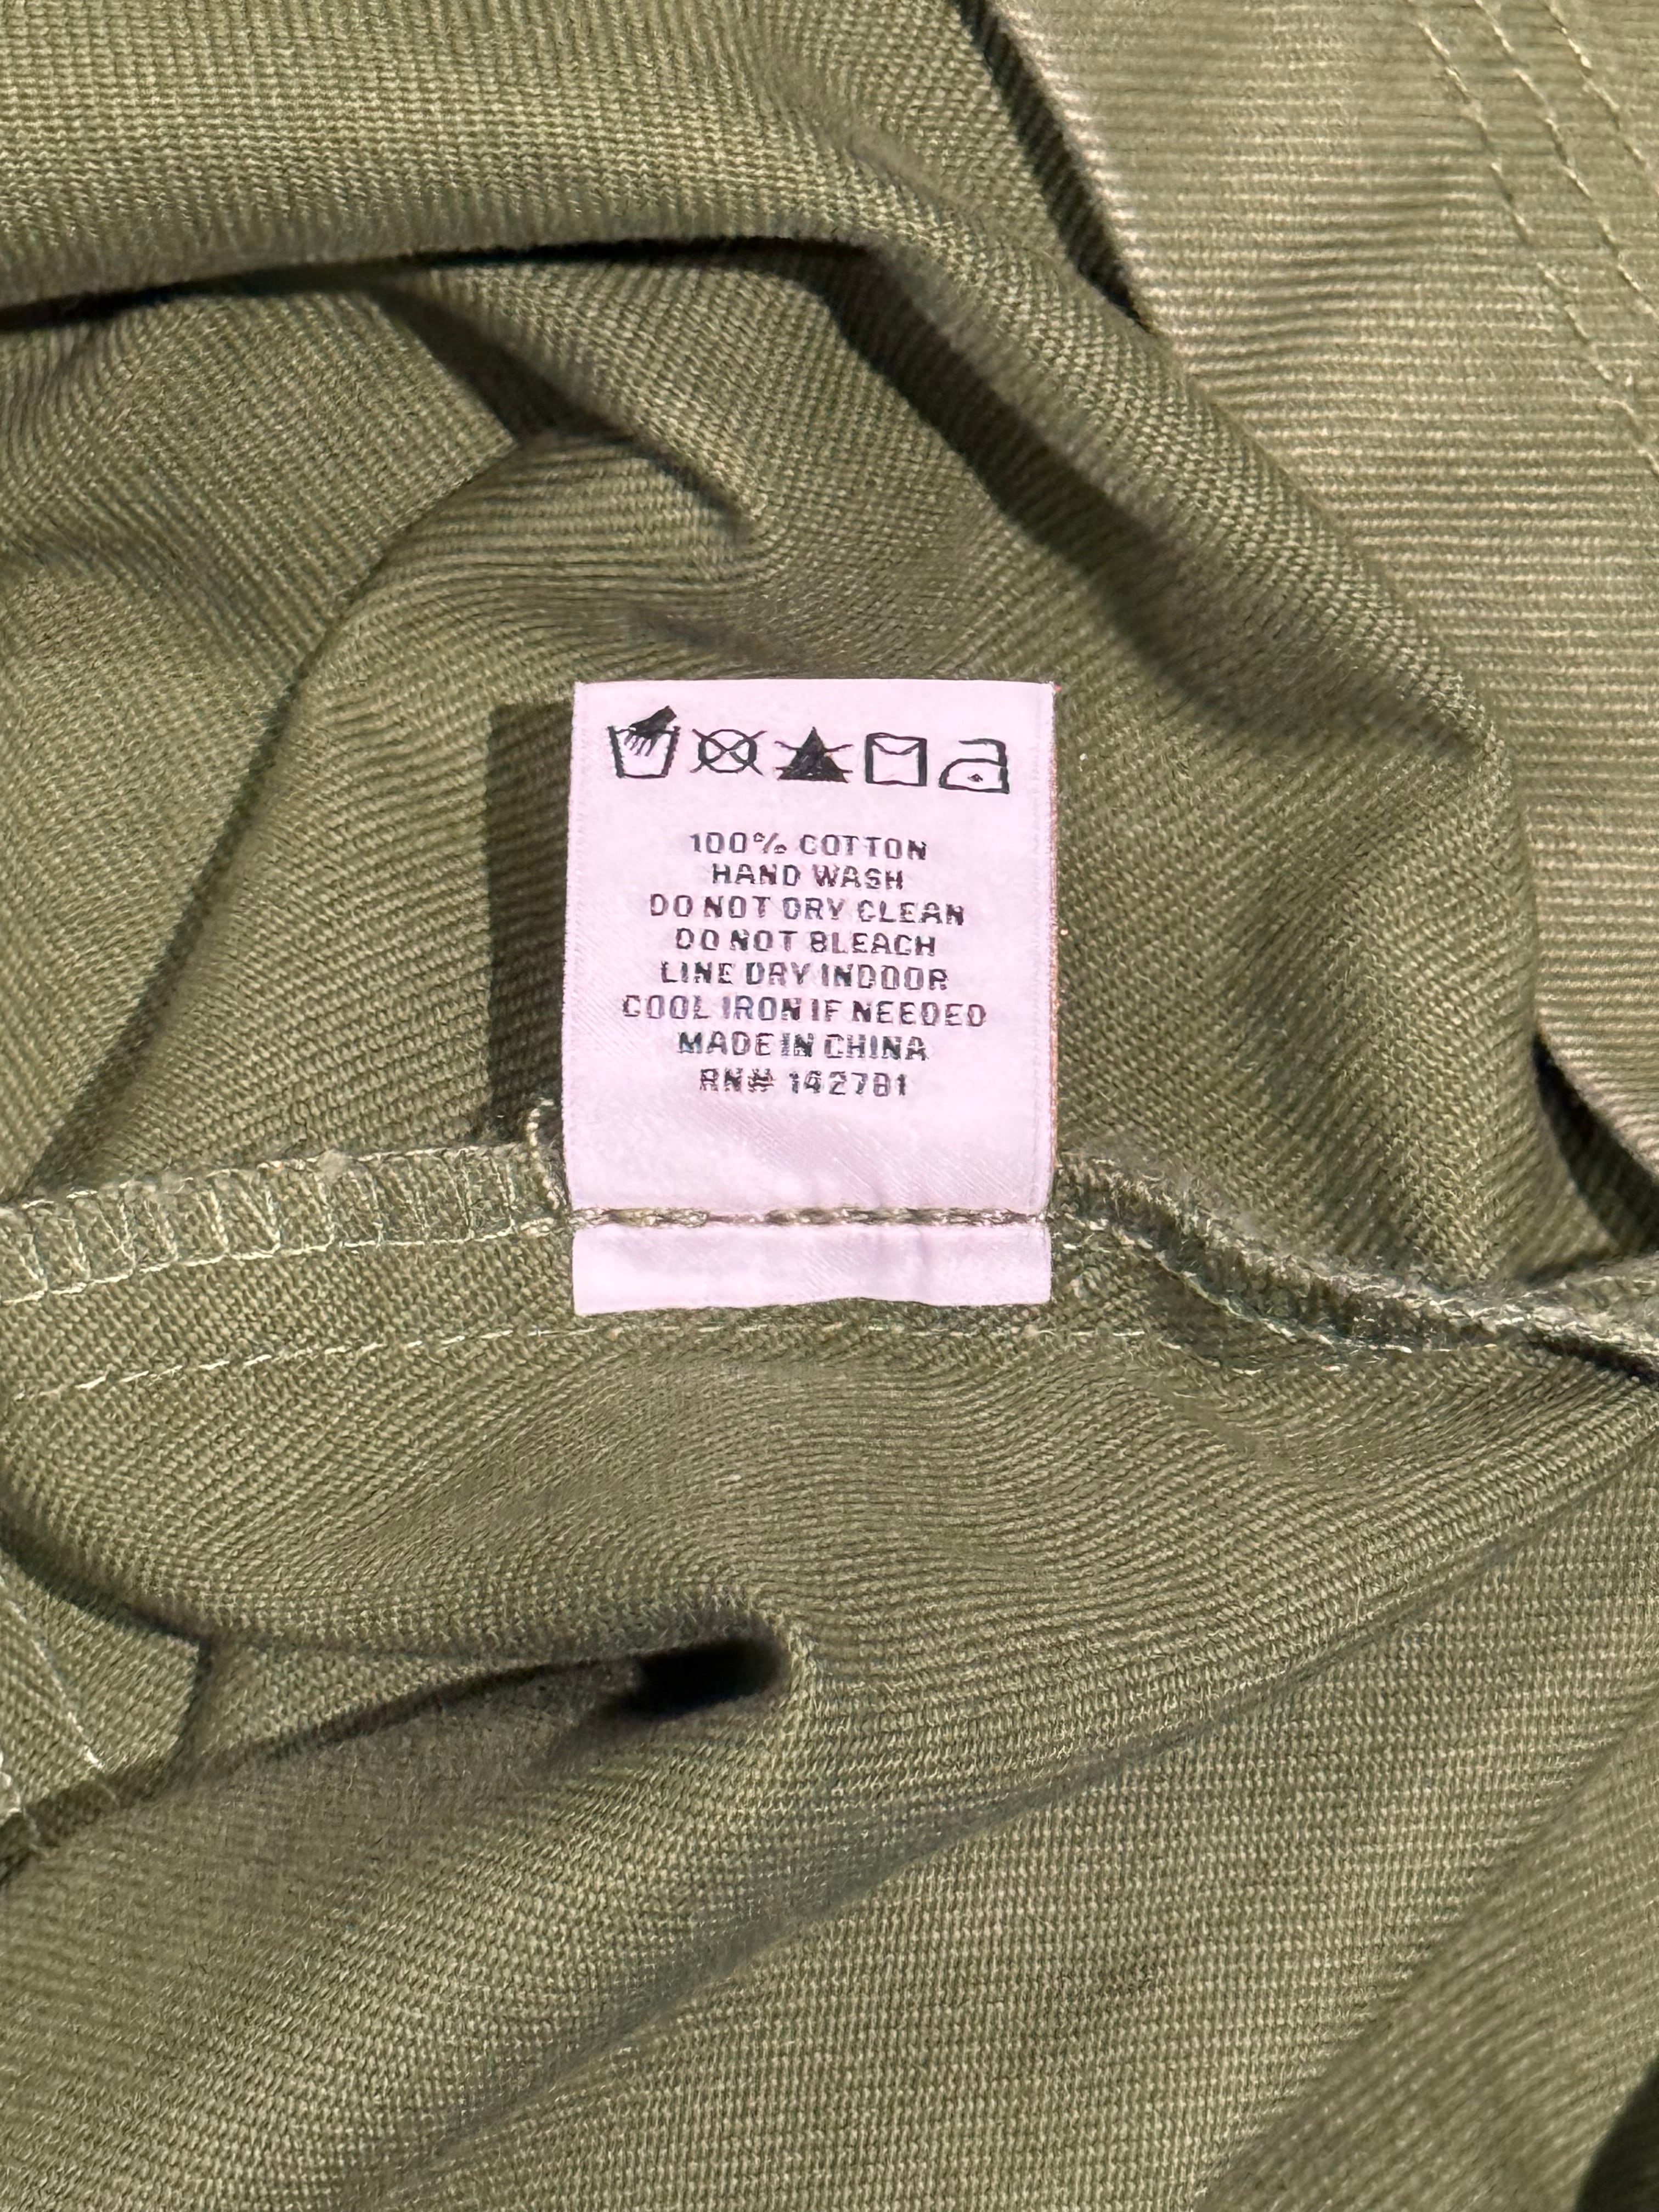 100% COTTON
HAND WASH
DO NOT DRY CLEAN
DO NOT BLEACH
LINE DRY INDOOR
COOL IRON IF NEEDED
MADE IN CHINA
RN# 142781